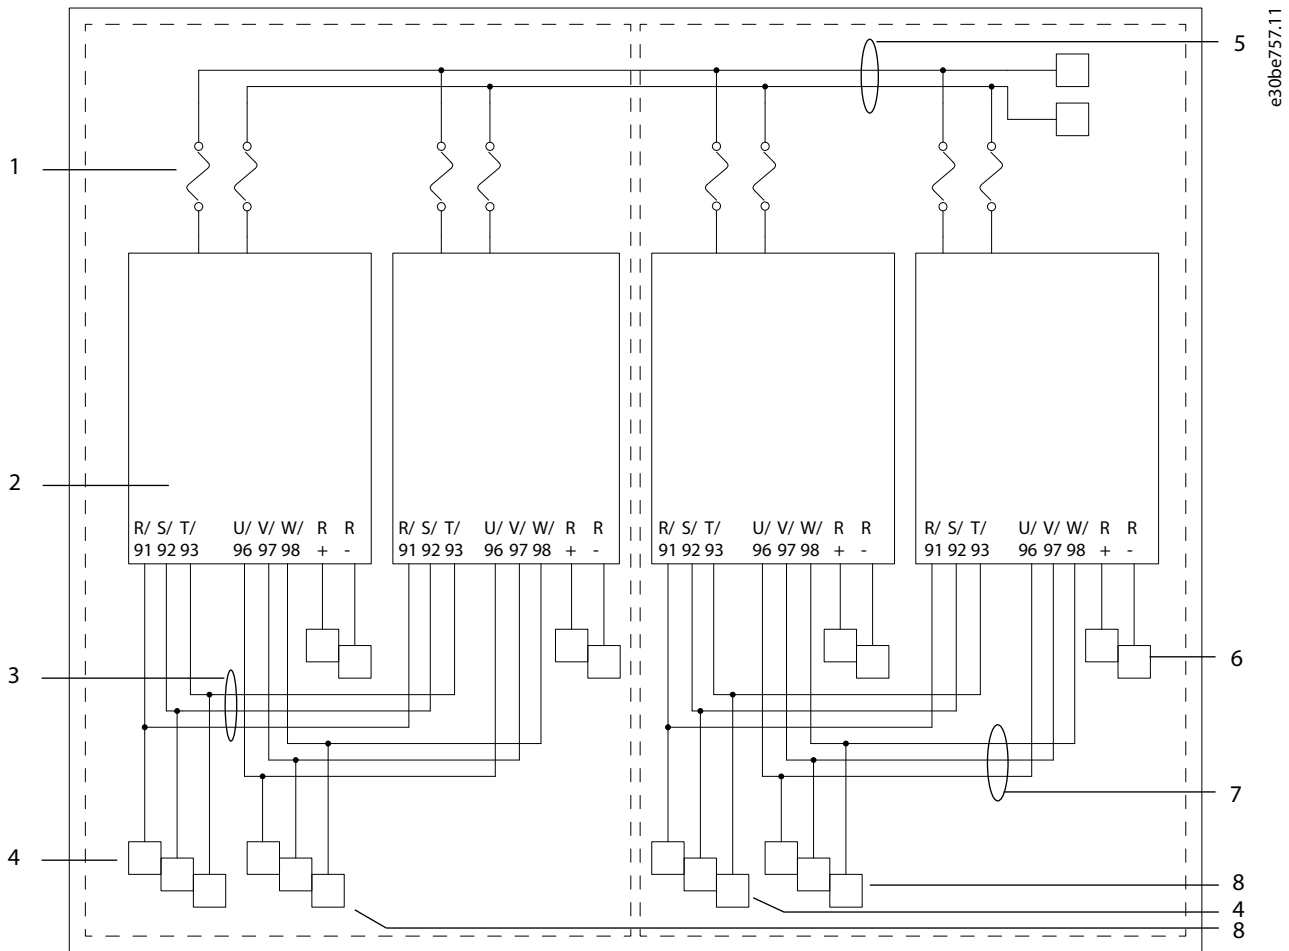 e30be757.11
5
1
2
R/ S/ T/ U/ V/ W/ R R
91 92 93 96 97 98 + -
R/ S/ T/ U/ V/ W/ R R
91 92 93 96 97 98 + -
R/ S/ T/ U/ V/ W/ R R
91 92 93 96 97 98 + -
R/ S/ T/ U/ V/ W/ R R
91 92 93 96 97 98 + -
3
6
7
4
8
4
8